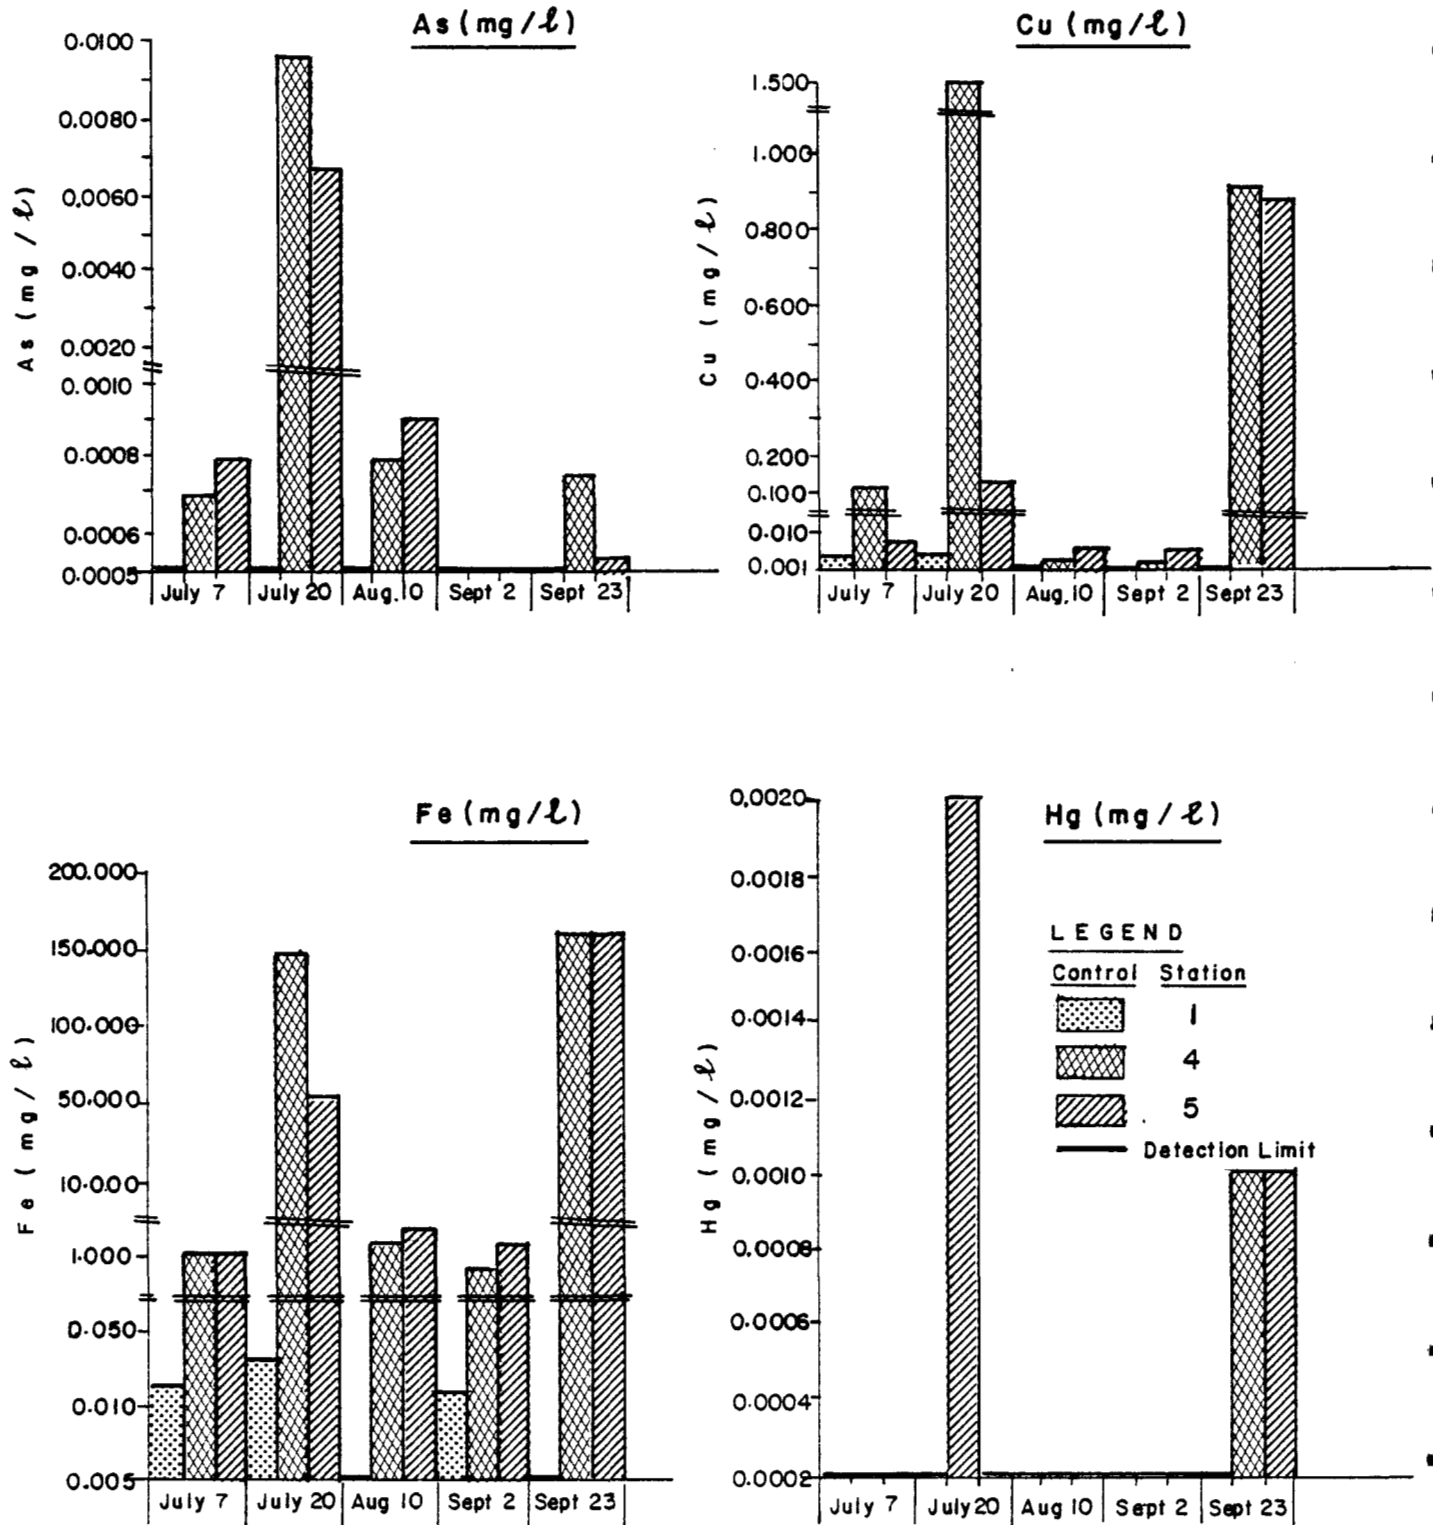 As (mg/ℓ)
As (mg/ℓ)
0.0100
0.0080
0.0060
0.0040
0.0020
0.0010
0.0008
0.0006
0.0005
July 7
July 20
Aug. 10
Sept 2
Sept 23
Cu (mg/ℓ)
Cu (mg/ℓ)
1.500
1.000
0.800
0.600
0.400
0.200
0.100
0.010
0.001
July 7
July 20
Aug. 10
Sept 2
Sept 23
Fe (mg/ℓ)
Fe (mg/ℓ)
200.000
150.000
100.000
50.000
10.000
1.000
0.050
0.010
0.005
July 7
July 20
Aug 10
Sept 2
Sept 23
Hg (mg/ℓ)
Hg (mg/ℓ)
0.0020
0.0018
0.0016
0.0014
0.0012
0.0010
0.0008
0.0006
0.0004
0.0002
July 7
July 20
Aug 10
Sept 2
Sept 23
LEGEND
Control Station
1
4
5
Detection Limit